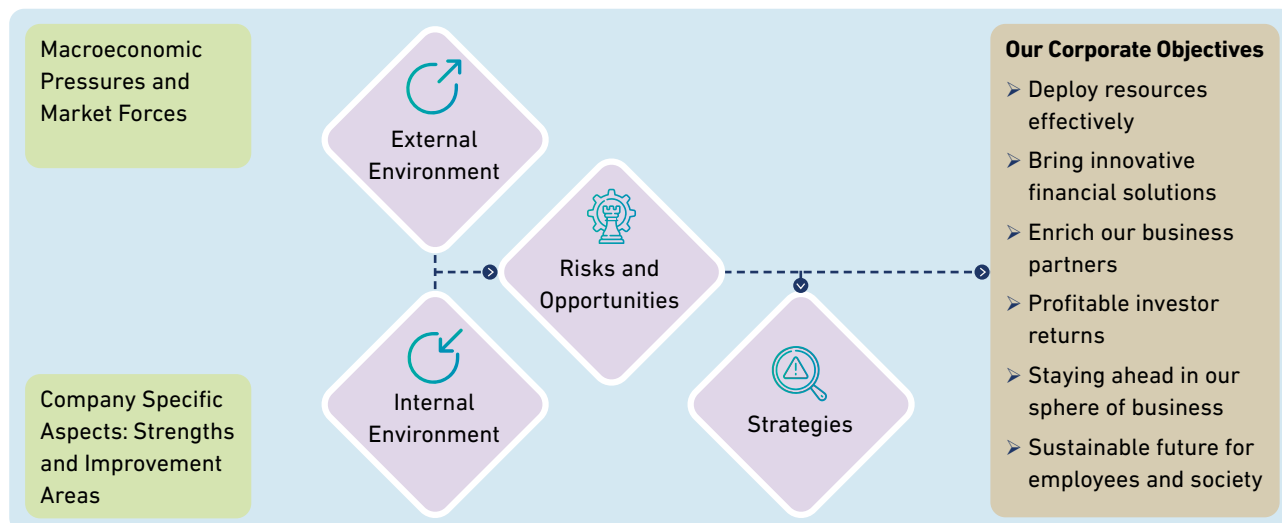 Macroeconomic
Pressures and
Market Forces
External
Environment
Risks and
Opportunities
Company Specific
Aspects: Strengths
and Improvement
Areas
Internal
Environment
Strategies
Our Corporate Objectives
➢ Deploy resources
effectively
➢ Bring innovative
financial solutions
➢ Enrich our business
partners
➢ Profitable investor
returns
➢ Staying ahead in our
sphere of business
➢ Sustainable future for
employees and society